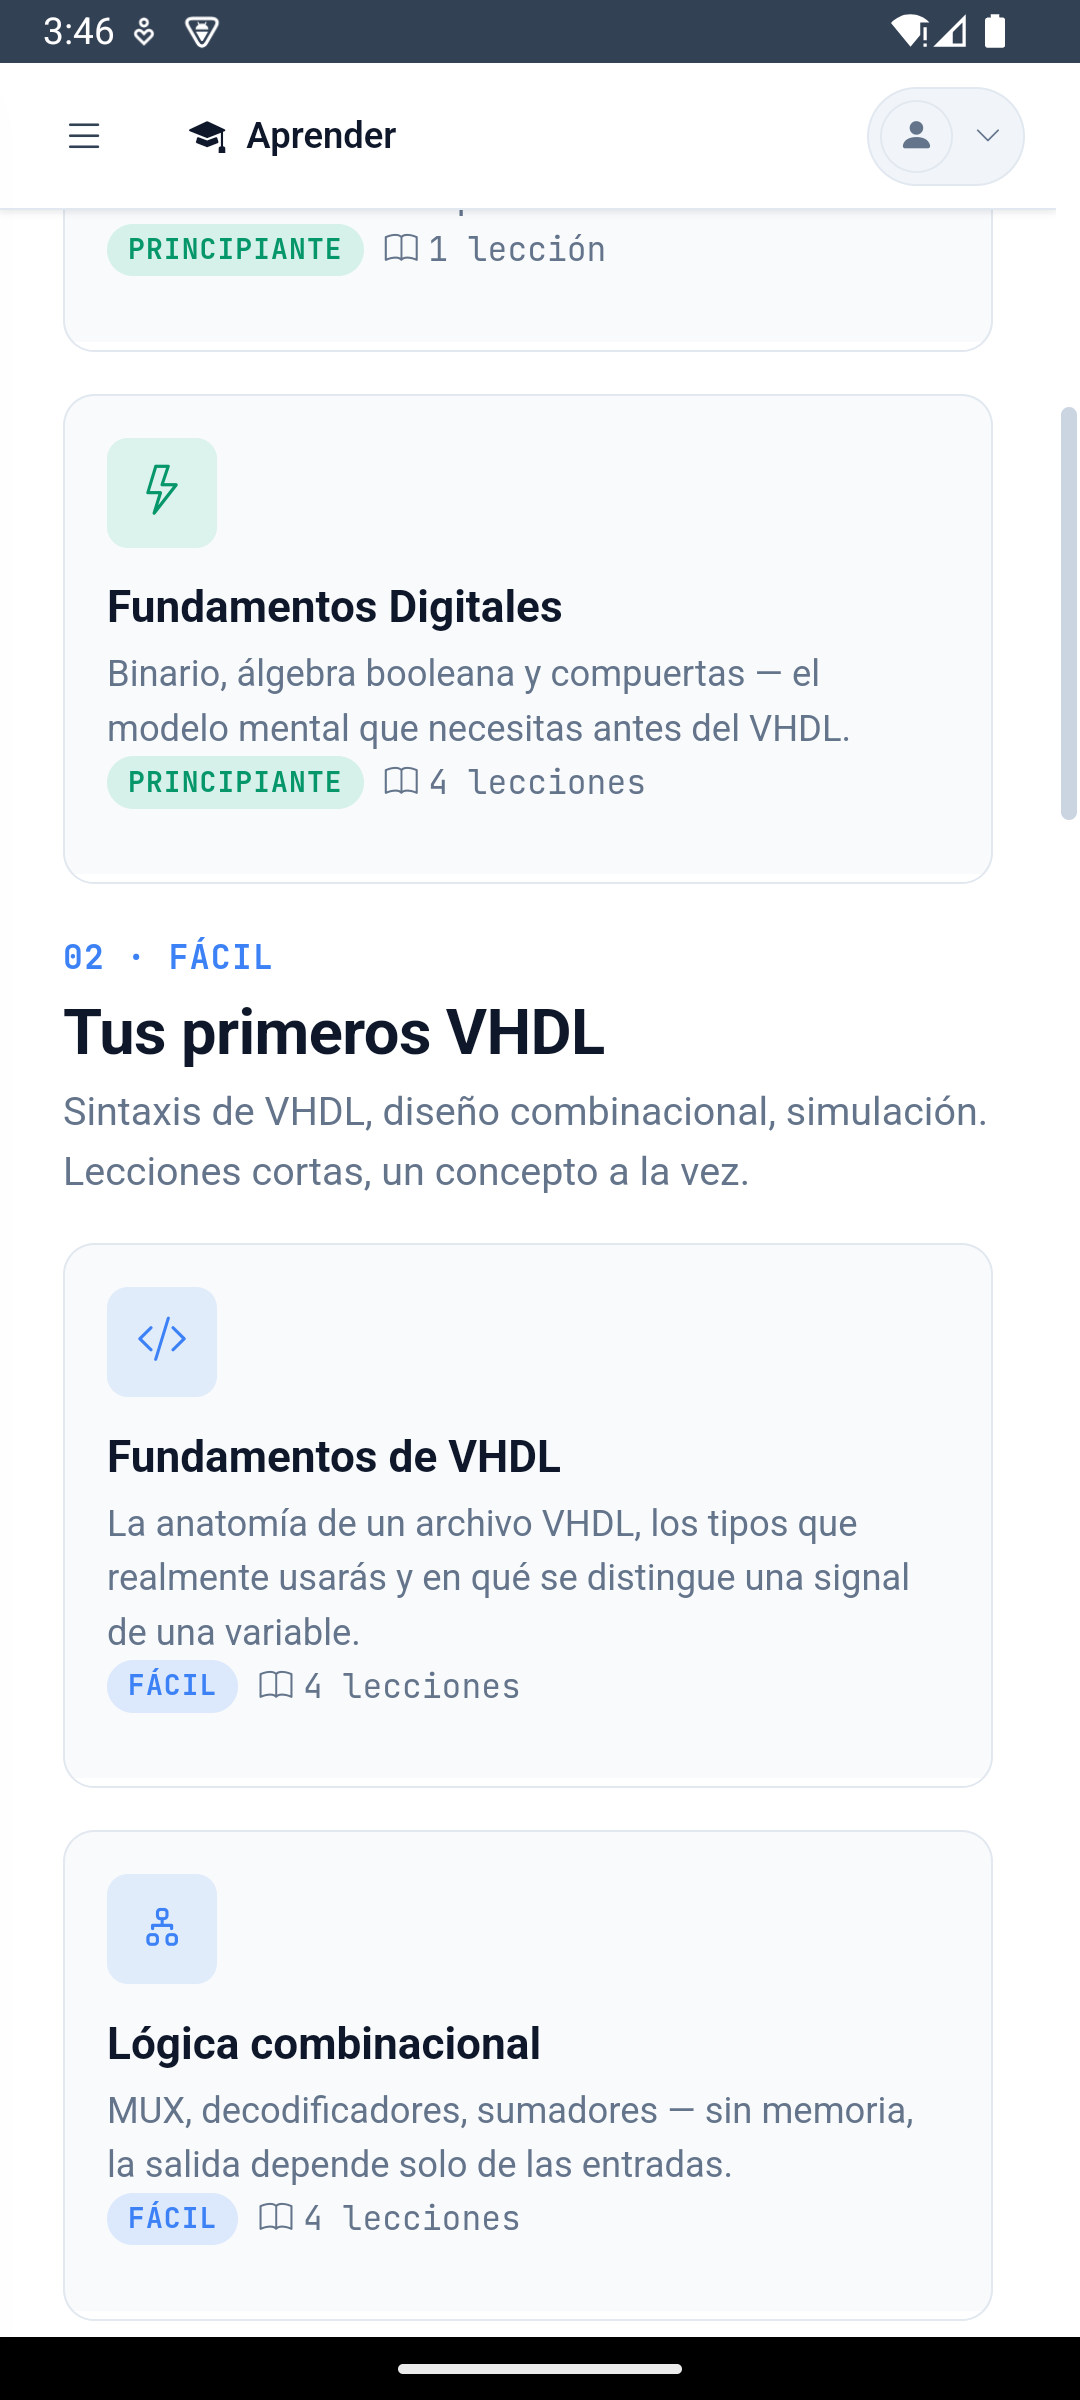 3:46
Aprender
PRINCIPIANTE 1 lección
Fundamentos Digitales
Binario, álgebra booleana y compuertas — el
modelo mental que necesitas antes del VHDL.
PRINCIPIANTE 4 lecciones
02 · FÁCIL
Tus primeros VHDL
Sintaxis de VHDL, diseño combinacional, simulación.
Lecciones cortas, un concepto a la vez.
Fundamentos de VHDL
La anatomía de un archivo VHDL, los tipos que
realmente usarás y en qué se distingue una signal
de una variable.
FÁCIL 4 lecciones
Lógica combinacional
MUX, decodificadores, sumadores — sin memoria,
la salida depende solo de las entradas.
FÁCIL 4 lecciones